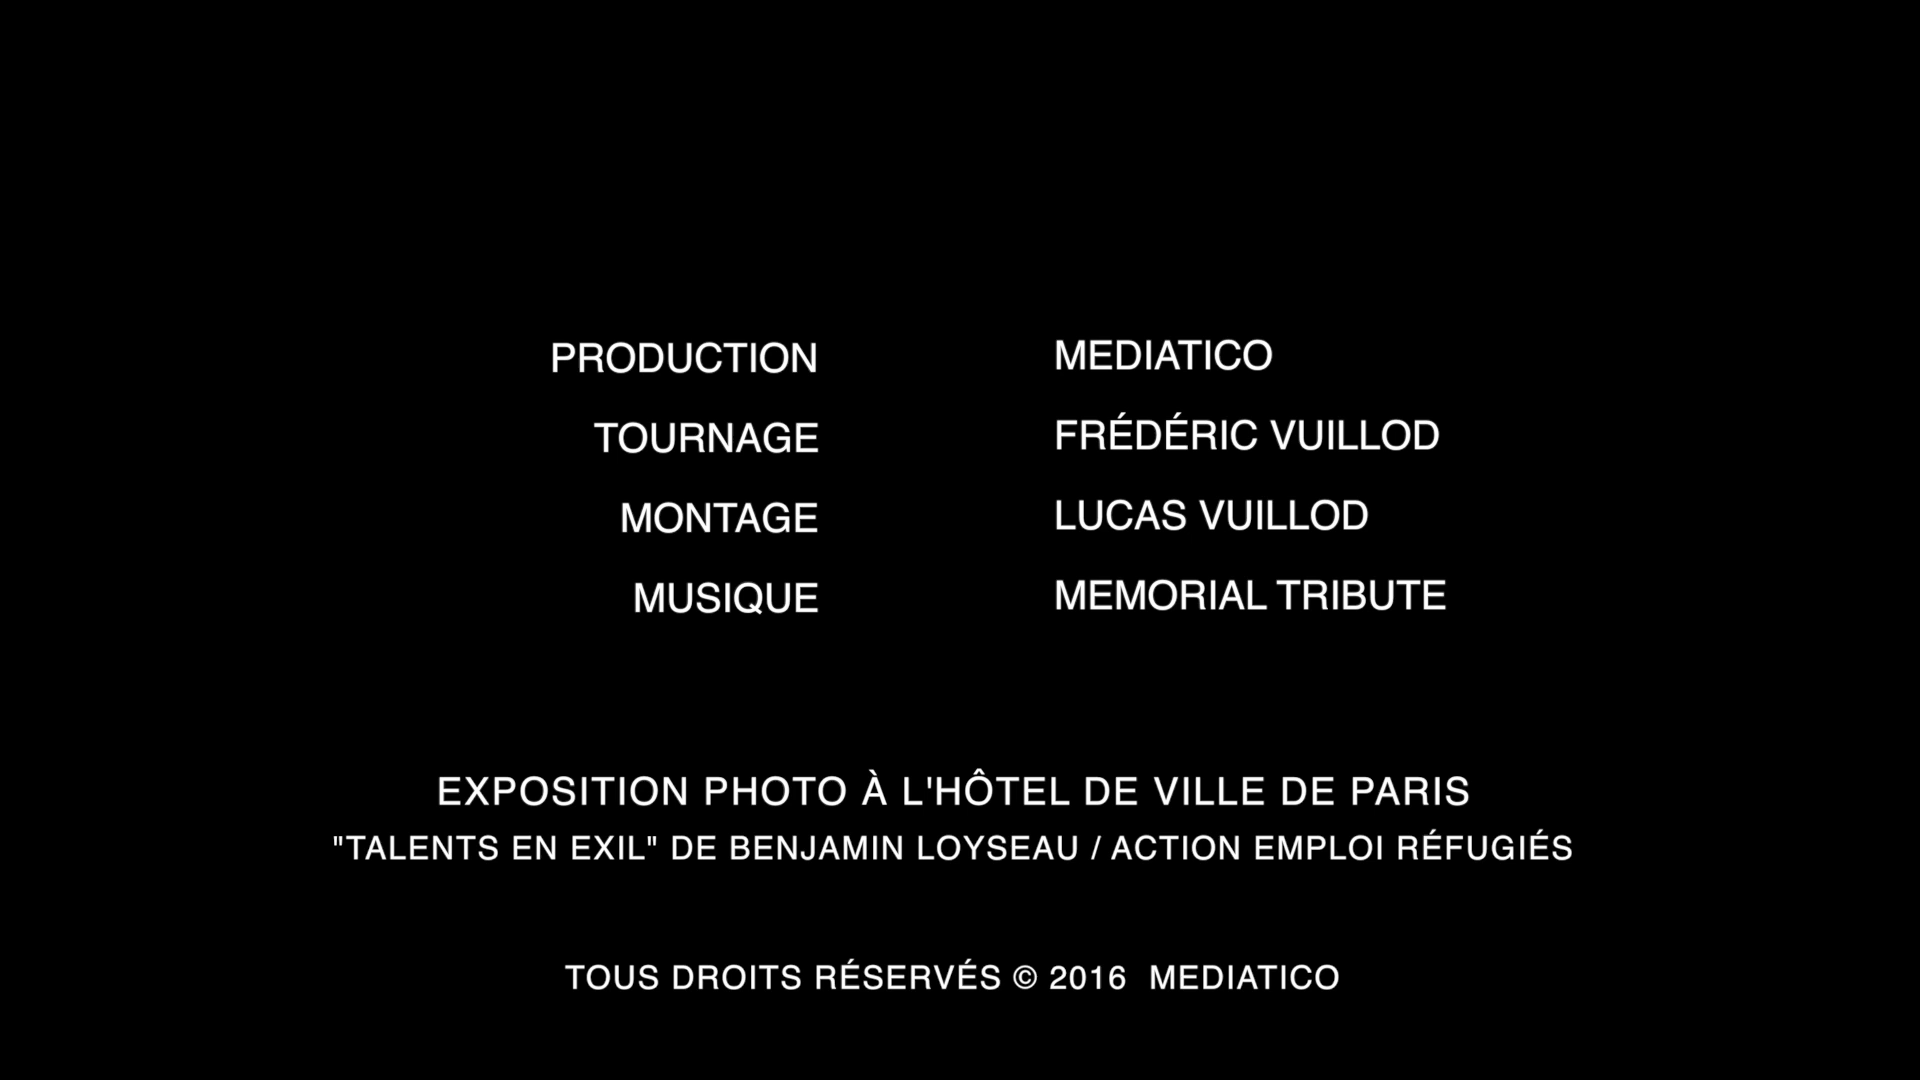 PRODUCTION MEDIATICO
TOURNAGE FRÉDÉRIC VUILLOD
MONTAGE LUCAS VUILLOD
MUSIQUE MEMORIAL TRIBUTE
EXPOSITION PHOTO À L'HÔTEL DE VILLE DE PARIS
"TALENTS EN EXIL" DE BENJAMIN LOYSEAU / ACTION EMPLOI RÉFUGIÉS
TOUS DROITS RÉSERVÉS © 2016 MEDIATICO